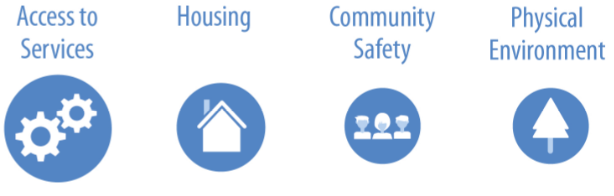 Access to
Services
Housing
Community
Safety
Physical
Environment